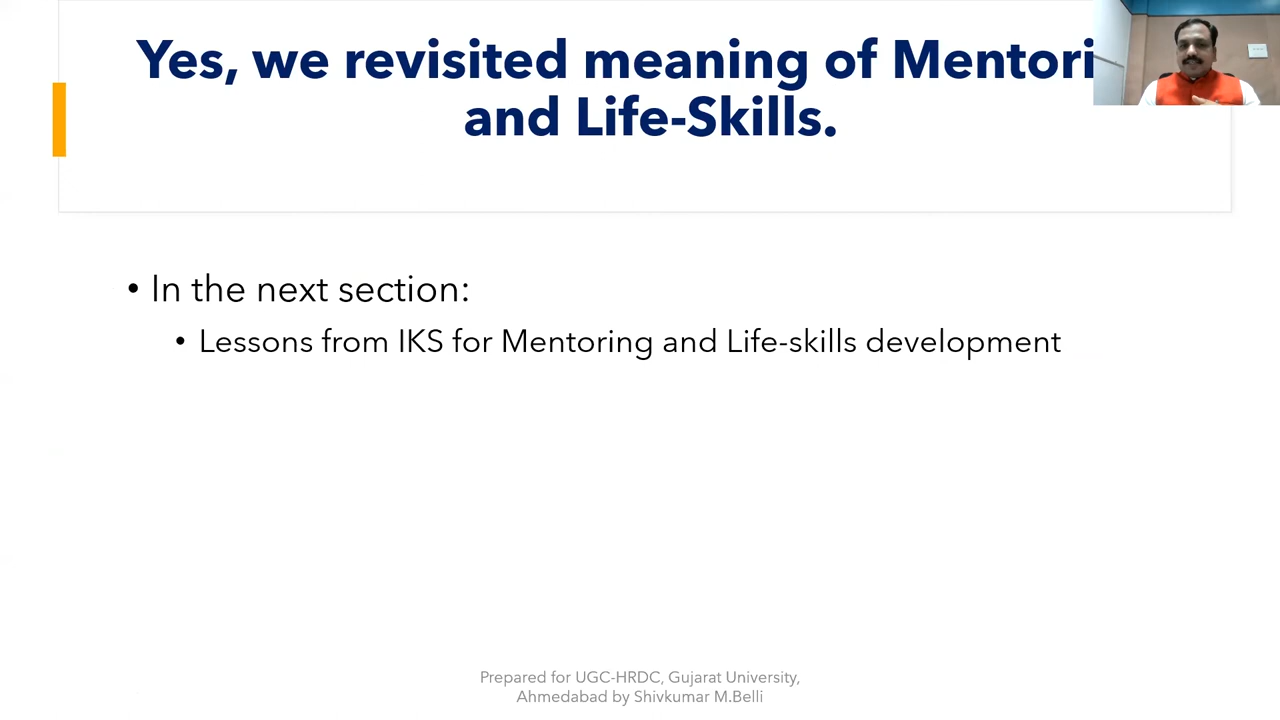 Yes, we revisited meaning of Mentori
and Life-Skills.
• In the next section:
• Lessons from IKS for Mentoring and Life-skills development
Prepared for UGC-HRDC, Gujarat University,
Ahmedabad by Shivkumar M.Belli